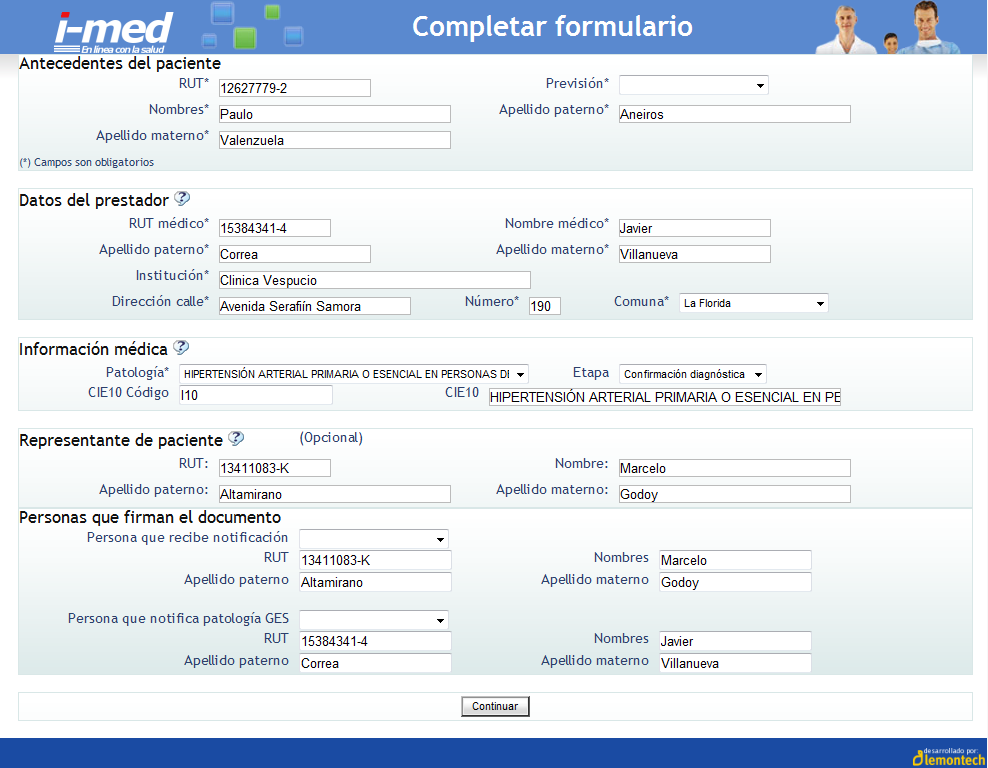 i-med
En línea con la salud
Completar formulario
Antecedentes del paciente
RUT* 12627779-2 Previsión*
Nombres* Paulo Apellido paterno* Aneiros
Apellido materno* Valenzuela
(*) Campos son obligatorios
Datos del prestador ?
RUT médico* 15384341-4 Nombre médico* Javier
Apellido paterno* Correa Apellido materno* Villanueva
Institución* Clinica Vespucio
Dirección calle* Avenida Serafiín Samora Número* 190 Comuna* La Florida
Información médica ?
Patología* HIPERTENSIÓN ARTERIAL PRIMARIA O ESENCIAL EN PERSONAS DI Etapa Confirmación diagnóstica
CIE10 Código I10 CIE10 HIPERTENSIÓN ARTERIAL PRIMARIA O ESENCIAL EN PE
Representante de paciente ? (Opcional)
RUT: 13411083-K Nombre: Marcelo
Apellido paterno: Altamirano Apellido materno: Godoy
Personas que firman el documento
Persona que recibe notificación
RUT 13411083-K Nombres Marcelo
Apellido paterno Altamirano Apellido materno Godoy
Persona que notifica patología GES
RUT 15384341-4 Nombres Javier
Apellido paterno Correa Apellido materno Villanueva
Continuar
desarrollado por:
lemontech